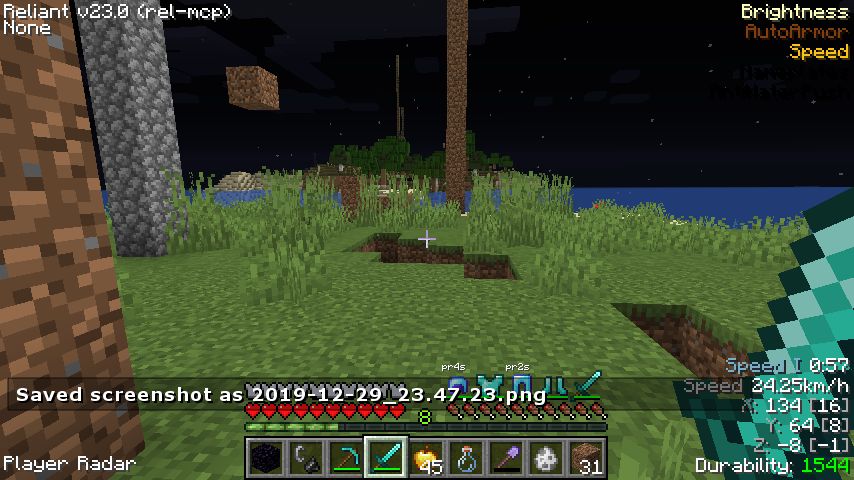 Reliant v23.0 (rel-mcp)
None
Brightness
AutoArmor
Speed
pr4s
pr2s
Saved screenshot as 2019-12-29_23.47.23.png
Speed I 0:57
Speed 24.25km/h
X: 134 [16]
Y: 64 [8]
Z: -8 [-1]
8
45
31
Player Radar
Durability: 1544